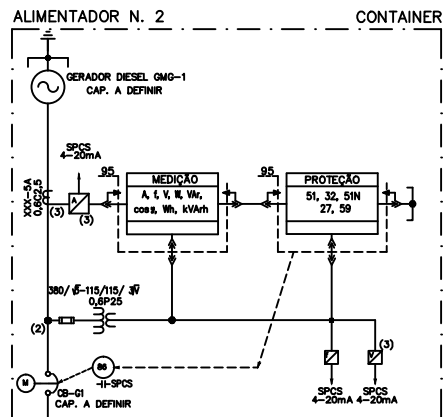 ALIMENTADOR N. 2
CONTAINER
GERADOR DIESEL GMG-1
CAP. A DEFINIR
SPCS
4-20mA
95
MEDIÇÃO
A, f, V, W, VAr,
cosφ, Wh, kVArh
95
PROTEÇÃO
51, 32, 51N
27, 59
XXX-5A
0,6C2,5
(3)
A
(3)
380/√3-115/115/√3V
0,6P25
(2)
(3)
f
V
M
86
SPCS
CB-G1
CAP. A DEFINIR
SPCS
4-20mA
SPCS
4-20mA